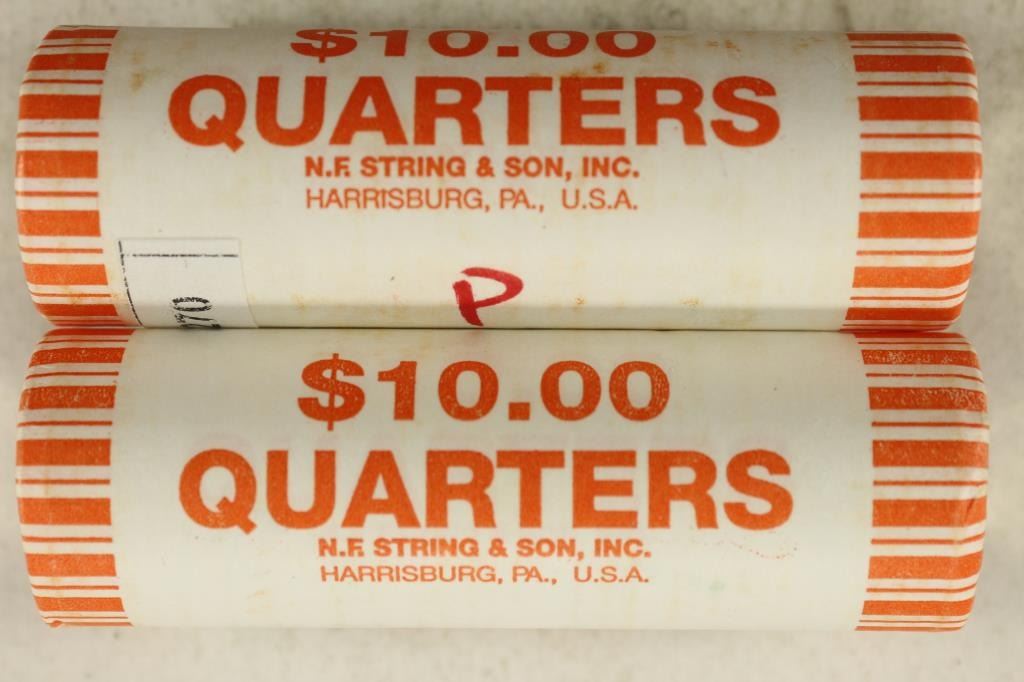 $10.00
QUARTERS
N.F. STRING & SON, INC.
HARRISBURG, PA., U.S.A.
P
$10.00
QUARTERS
N.F. STRING & SON, INC.
HARRISBURG, PA., U.S.A.